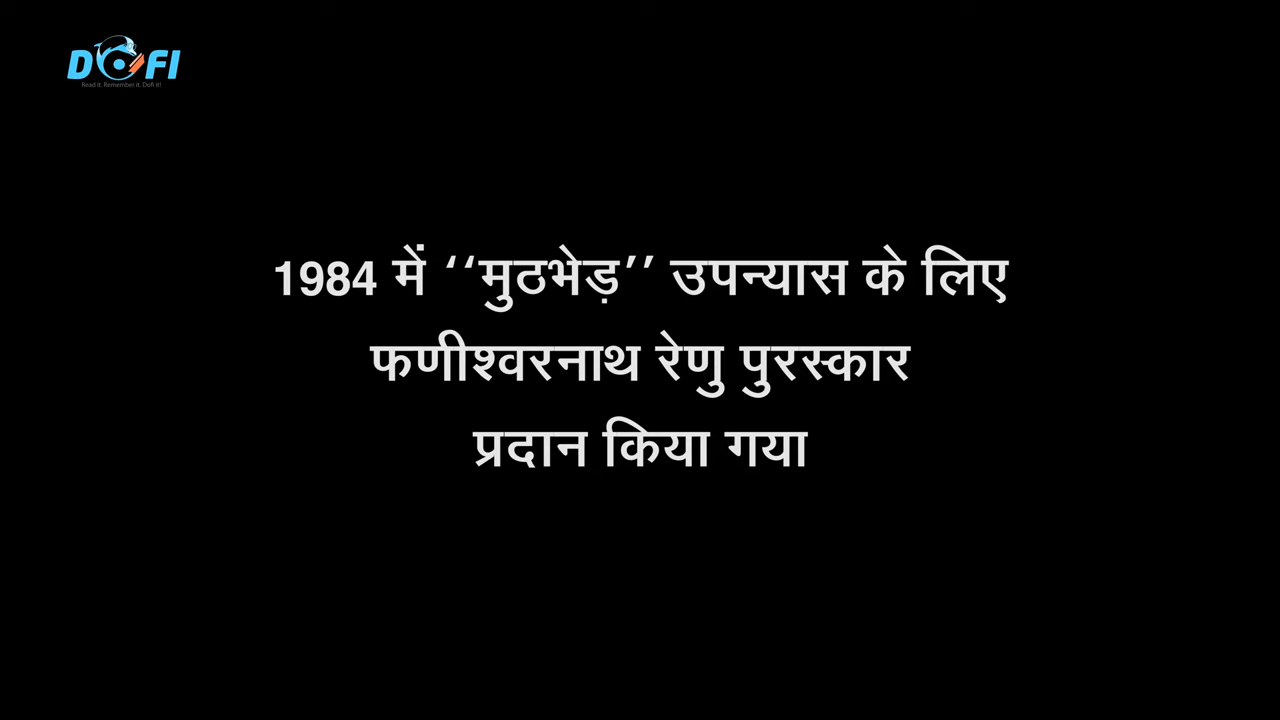 DOFI
Read it. Remember it. Dofi It!
1984 में ‘‘मुठभेड़’’ उपन्यास के लिए
फणीश्वरनाथ रेणु पुरस्कार
प्रदान किया गया